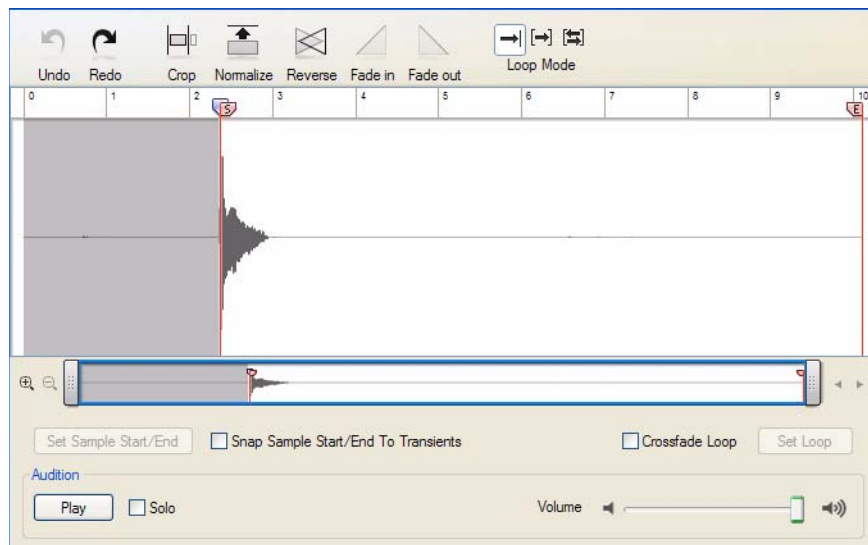 Undo Redo Crop Normalize Reverse Fade in Fade out Loop Mode
0 1 2 3 4 5 6 7 8 9 10
S E
Set Sample Start/End Snap Sample Start/End To Transients Crossfade Loop Set Loop
Audition
Play Solo Volume